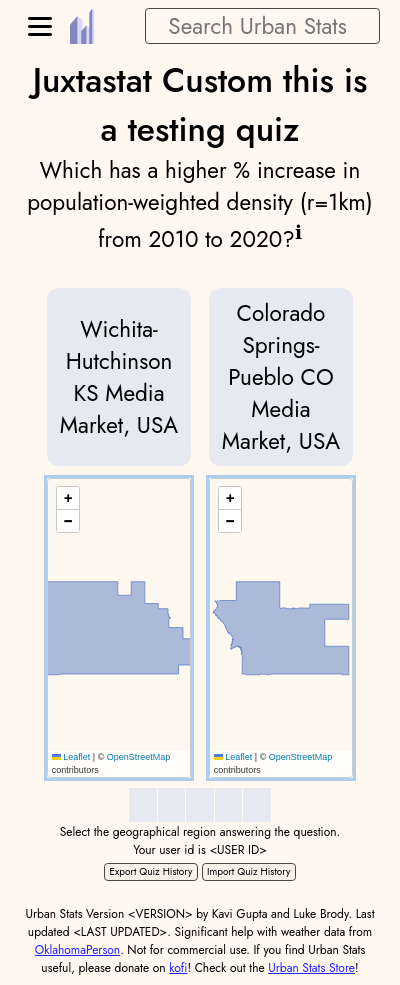 Search Urban Stats
Juxtastat Custom this is
a testing quiz
Which has a higher % increase in
population-weighted density (r=1km)
from 2010 to 2020?i
Wichita-
Hutchinson
KS Media
Market, USA
Colorado
Springs-
Pueblo CO
Media
Market, USA
+
−
Leaflet | © OpenStreetMap
contributors
+
−
Leaflet | © OpenStreetMap
contributors
Select the geographical region answering the question.
Your user id is <USER ID>
Export Quiz History
Import Quiz History
Urban Stats Version <VERSION> by Kavi Gupta and Luke Brody. Last
updated <LAST UPDATED>. Significant help with weather data from
OklahomaPerson. Not for commercial use. If you find Urban Stats
useful, please donate on kofi! Check out the Urban Stats Store!